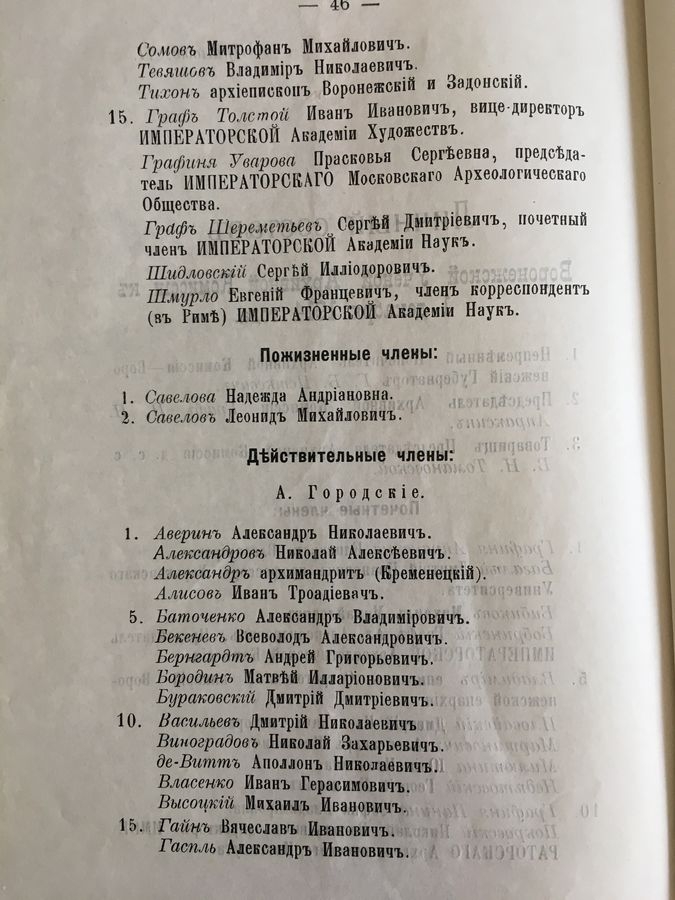 — 46 —
Сомовъ Митрофанъ Михайловичъ.
Тевяшовъ Владиміръ Николаевичъ.
Тихонъ архіепископъ Воронежскій и Задонскій.
15. Графъ Толстой Иванъ Ивановичъ, вице-директоръ
ИМПЕРАТОРСКОЙ Академіи Художествъ.
Графиня Уварова Прасковья Сергѣевна, предсѣда-
тель ИМПЕРАТОРСКАГО Московскаго Археологическаго
Общества.
Графъ Шереметьевъ Сергѣй Дмитріевичъ, почетный
членъ ИМПЕРАТОРСКОЙ Академіи Наукъ.
Шидловскій Сергѣй Илліодоровичъ.
Шмурло Евгеній Францевичъ, членъ корреспондентъ
(въ Римѣ) ИМПЕРАТОРСКОЙ Академіи Наукъ.
Пожизненные члены:
1. Савелова Надежда Андріановна.
2. Савеловъ Леонидъ Михайловичъ.
Дѣйствительные члены:
А. Городскіе.
1. Аверинъ Александръ Николаевичъ.
Александровъ Николай Алексѣевичъ.
Александръ архимандритъ (Кременецкій).
Алисовъ Иванъ Троадіевачъ.
5. Баточенко Александръ Владимировичъ.
Бекеневъ Всеволодъ Александровичъ.
Бернгардтъ Андрей Григорьевичъ.
Бородинъ Матвѣй Илларіоновичъ.
Бураковскій Дмитрій Дмитріевичъ.
10. Васильевъ Дмитрій Николаевичъ
Виноградовъ Николай Захарьевичъ.
де-Виттъ Аполлонъ Николаевичъ.
Власенко Иванъ Герасимовичъ.
Высоцкій Михаилъ Ивановичъ.
15. Гайнъ Вячеславъ Ивановичъ.
Гаспль Александръ Ивановичъ.